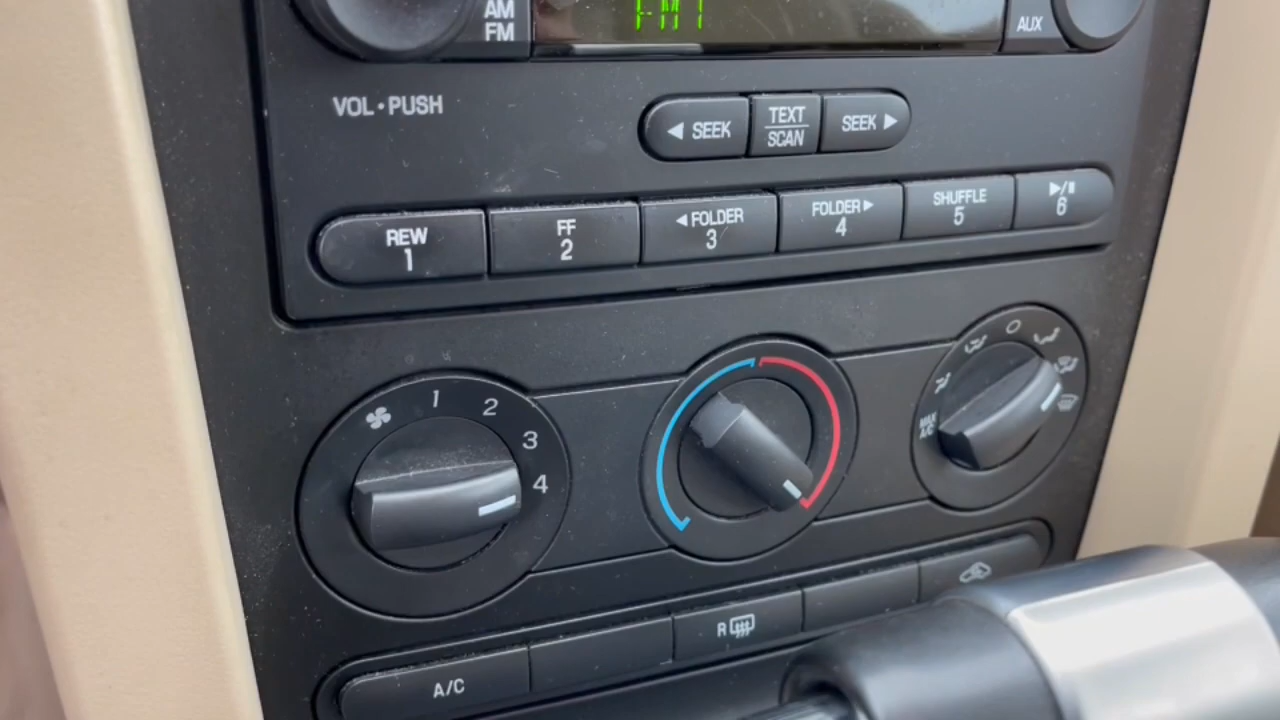 AM
FM
FM1
AUX
VOL•PUSH
◀ SEEK
TEXT
SCAN
SEEK ▶
REW
1
FF
2
◀FOLDER
3
FOLDER▶
4
SHUFFLE
5
▶/II
6
1
2
3
4
MAX
A/C
R
A/C